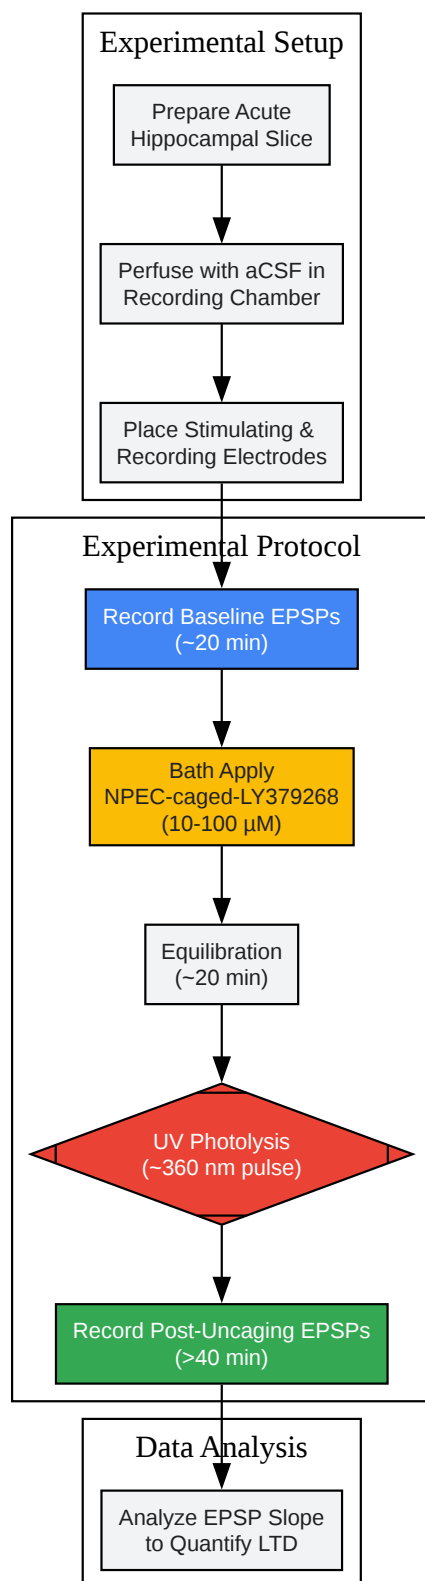 Experimental Setup
Prepare Acute
Hippocampal Slice
Perfuse with aCSF in
Recording Chamber
Place Stimulating &
Recording Electrodes
Experimental Protocol
Record Baseline EPSPs
(~20 min)
Bath Apply
NPEC-caged-LY379268
(10-100 µM)
Equilibration
(~20 min)
UV Photolysis
(~360 nm pulse)
Record Post-Uncaging EPSPs
(>40 min)
Data Analysis
Analyze EPSP Slope
to Quantify LTD